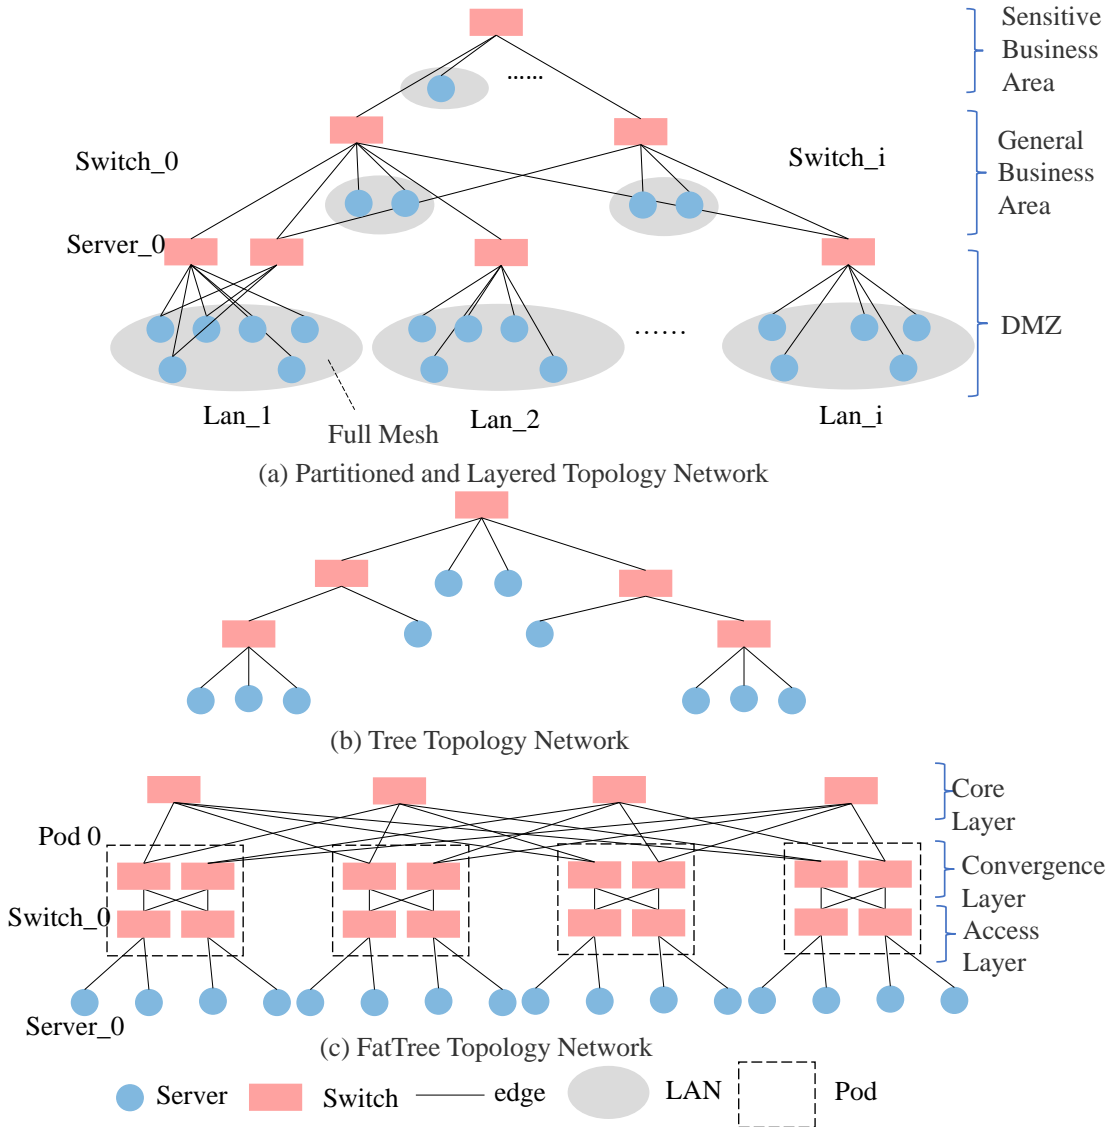 Sensitive
Business
Area
......
Switch_0
Switch_i
General
Business
Area
Server_0
DMZ
......
Lan_1
Full Mesh
Lan_2
Lan_i
(a) Partitioned and Layered Topology Network
(b) Tree Topology Network
Core
Layer
Pod 0
Convergence
Layer
Switch_0
Access
Layer
Server_0
(c) FatTree Topology Network
Server
Switch
edge
LAN
Pod